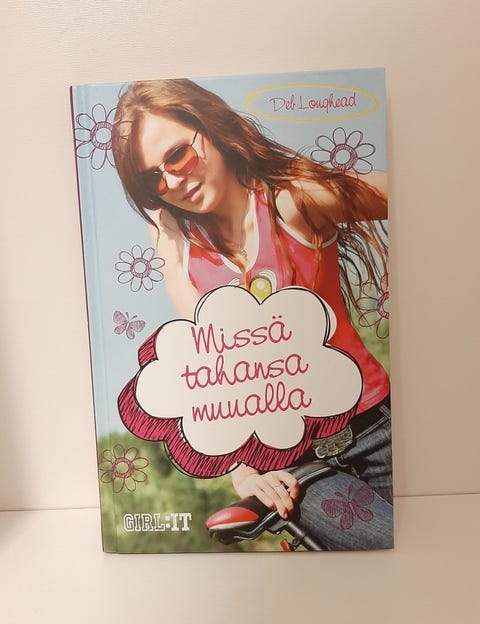 Deb Loughead
Missä
tahansa
muualla
GIRL:IT